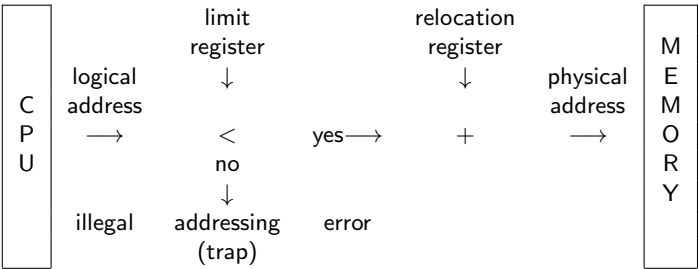 limit relocation
register register M
logical ↓ ↓ physical E
C address address M
P ⟶ < yes⟶ + ⟶ O
U no R
↓ Y
illegal addressing error
(trap)